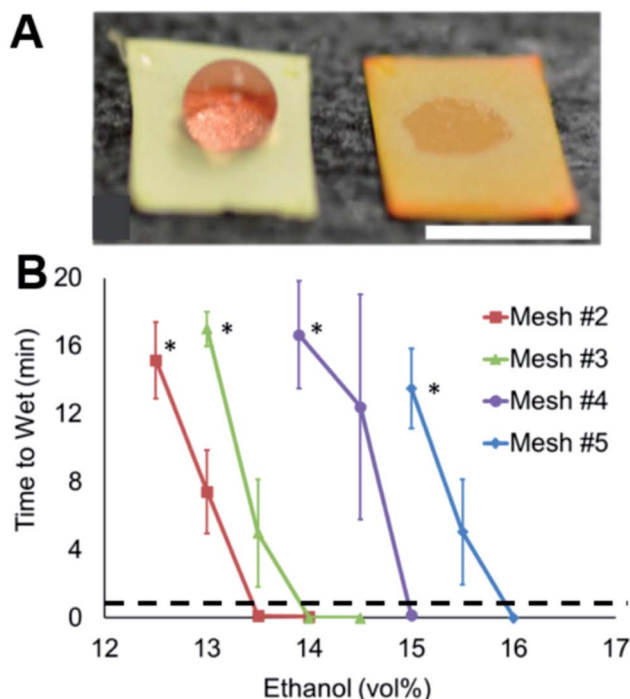 A
B
20
16
12
8
4
0
Time to Wet (min)
*
*
*
*
Mesh #2
Mesh #3
Mesh #4
Mesh #5
12 13 14 15 16 17
Ethanol (vol%)